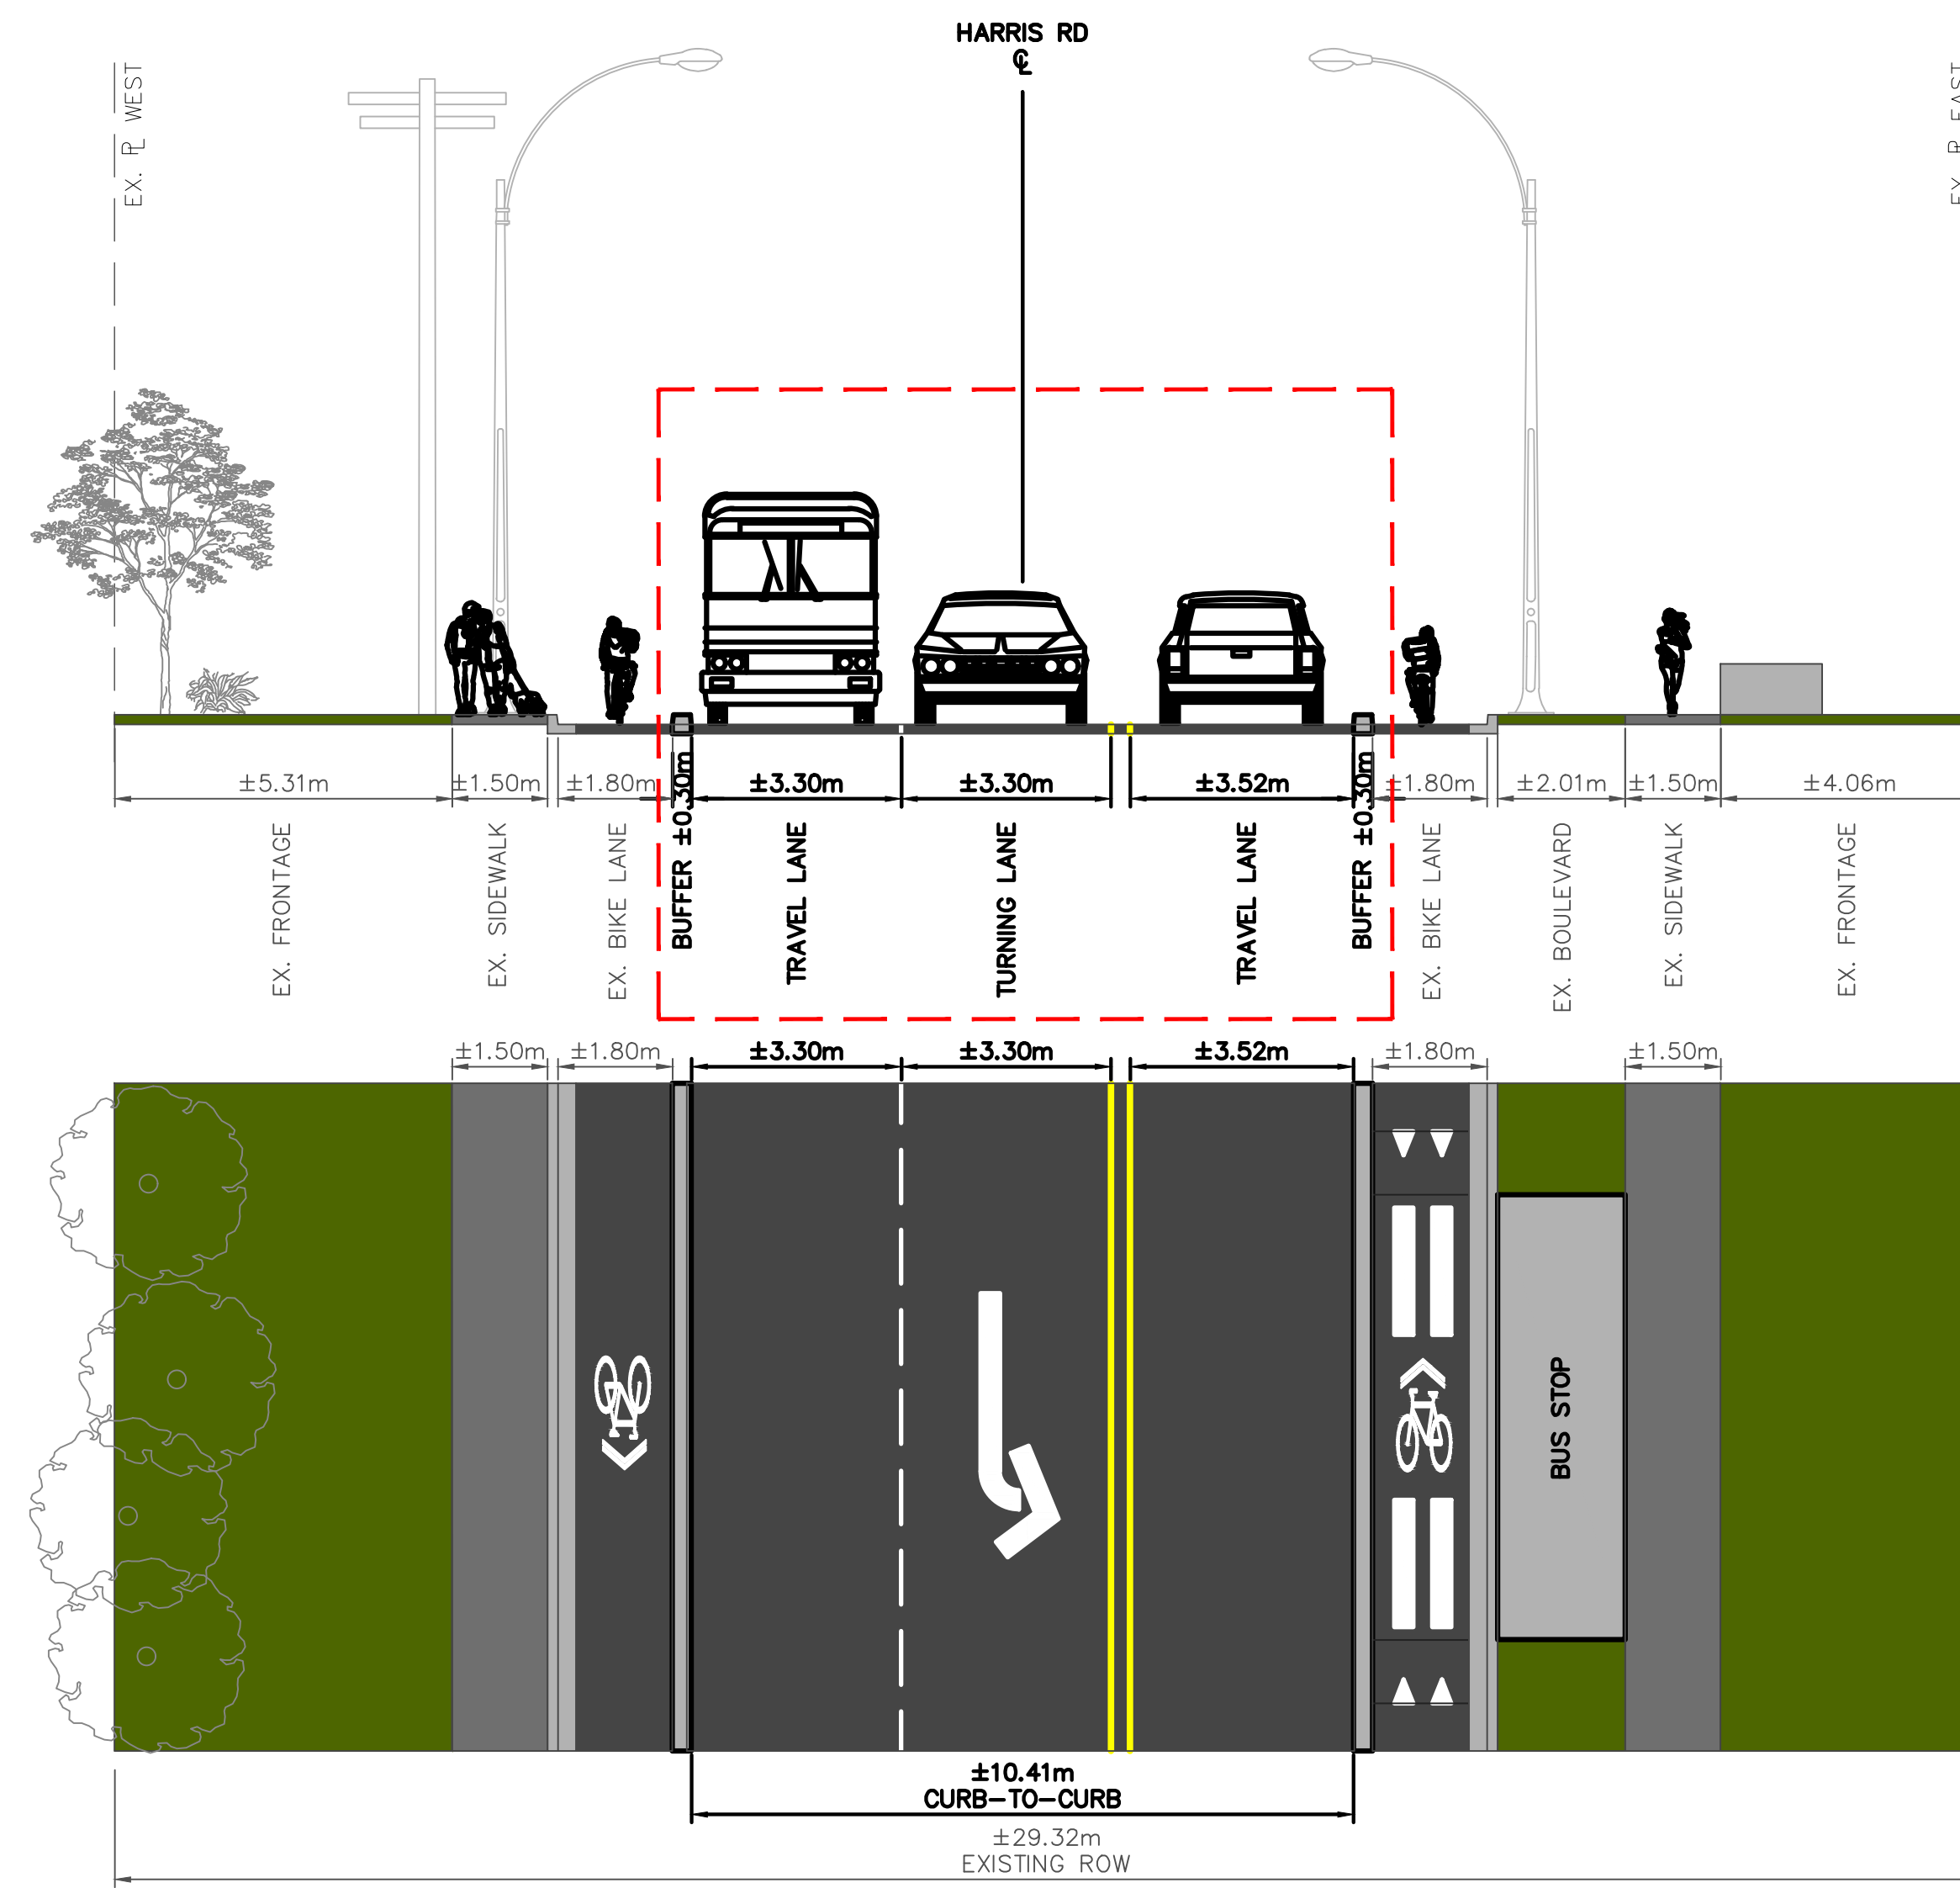 HARRIS RD
℄
EX. ⅊ WEST
EX. ⅊ EAST
±5.31m
±1.50m
±1.80m
BUFFER ±0.30m
±3.30m
±3.30m
±3.52m
BUFFER ±0.30m
±1.80m
±2.01m
±1.50m
±4.06m
EX. FRONTAGE
EX. SIDEWALK
EX. BIKE LANE
TRAVEL LANE
TURNING LANE
TRAVEL LANE
EX. BIKE LANE
EX. BOULEVARD
EX. SIDEWALK
EX. FRONTAGE
±1.50m
±1.80m
±3.30m
±3.30m
±3.52m
±1.80m
±1.50m
BUS STOP
±10.41m
CURB-TO-CURB
±29.32m
EXISTING ROW